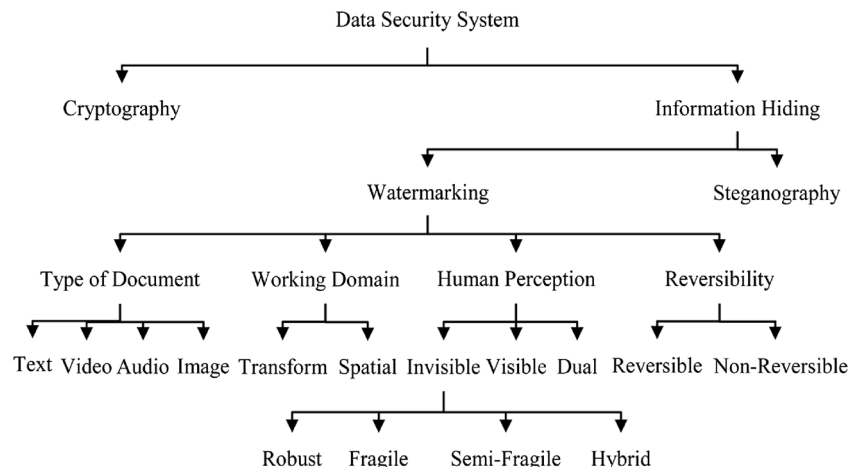 Data Security System
Cryptography Information Hiding
Watermarking Steganography
Type of Document Working Domain Human Perception Reversibility
Text Video Audio Image Transform Spatial Invisible Visible Dual Reversible Non-Reversible
Robust Fragile Semi-Fragile Hybrid